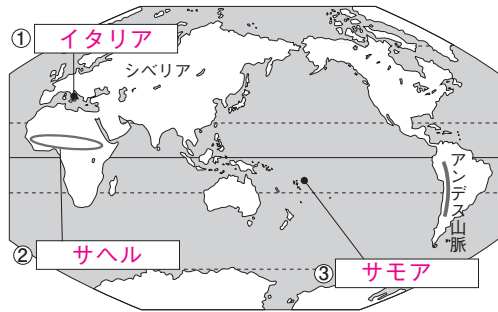 ① イタリア
シベリア
アンデス山脈
② サヘル
③ サモア